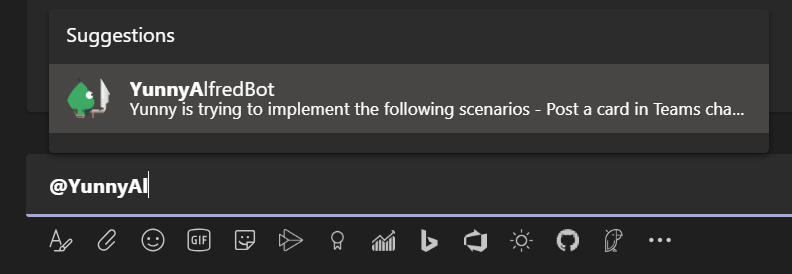 Suggestions
YunnyAlfredBot
Yunny is trying to implement the following scenarios - Post a card in Teams cha...
@YunnyAl
GIF